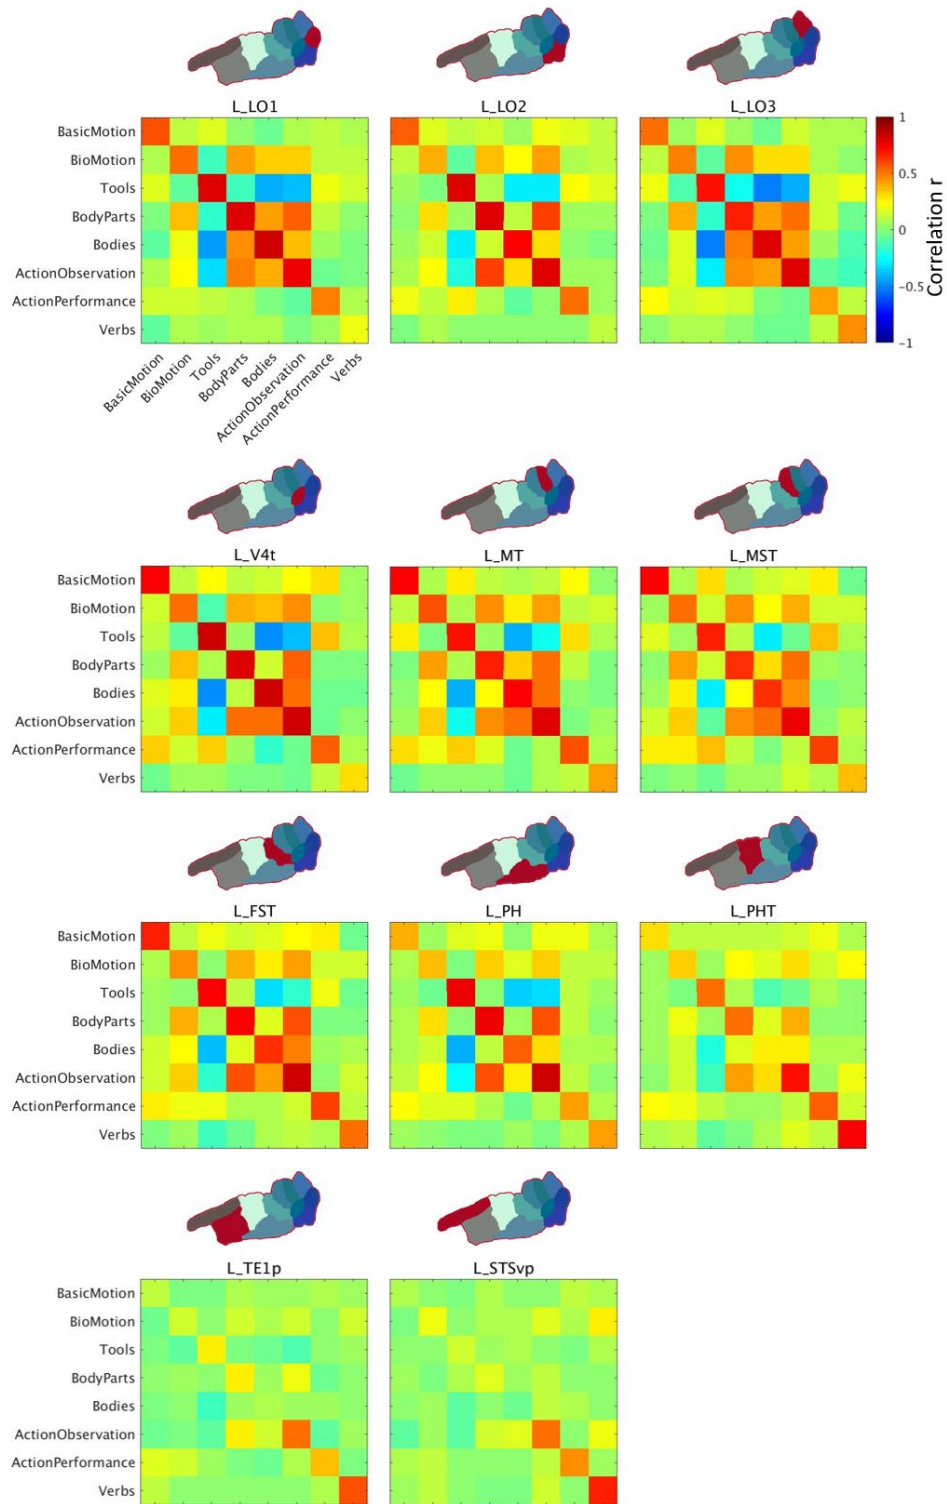 L_LO1
L_LO2
L_LO3
BasicMotion
BioMotion
Tools
BodyParts
Bodies
ActionObservation
ActionPerformance
Verbs
1
0.5
0
−0.5
−1
Correlation r
BasicMotion
BioMotion
Tools
BodyParts
Bodies
ActionObservation
ActionPerformance
Verbs
L_V4t
L_MT
L_MST
BasicMotion
BioMotion
Tools
BodyParts
Bodies
ActionObservation
ActionPerformance
Verbs
L_FST
L_PH
L_PHT
BasicMotion
BioMotion
Tools
BodyParts
Bodies
ActionObservation
ActionPerformance
Verbs
L_TE1p
L_STSvp
BasicMotion
BioMotion
Tools
BodyParts
Bodies
ActionObservation
ActionPerformance
Verbs